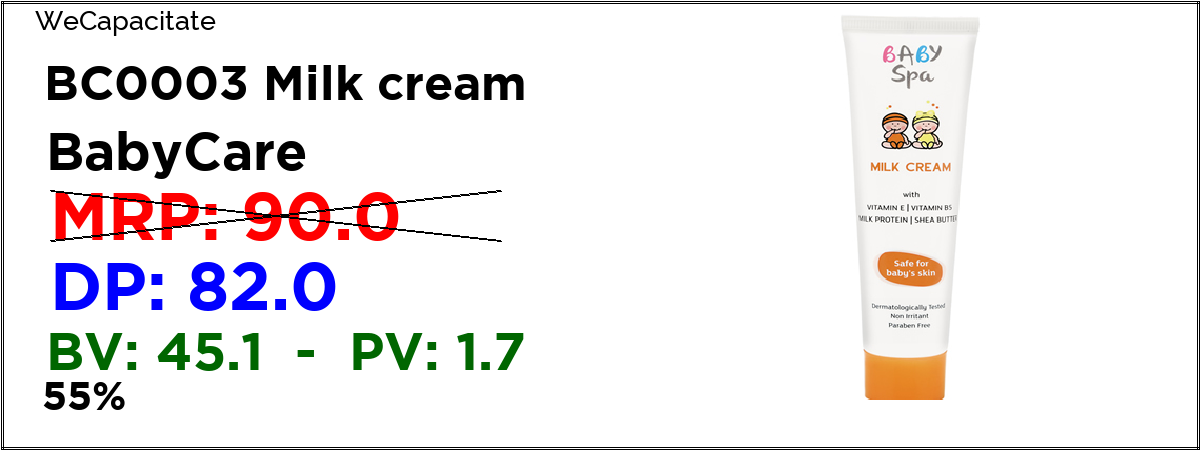 WeCapacitate
BC0003 Milk cream
BabyCare
MRP: 90.0
DP: 82.0
BV: 45.1 - PV: 1.7
55%
BABY
Spa
MILK CREAM
with
VITAMIN E | VITAMIN B5
MILK PROTEIN | SHEA BUTTER
Safe for
baby's skin
Dermatologically Tested
Non Irritant
Paraben Free